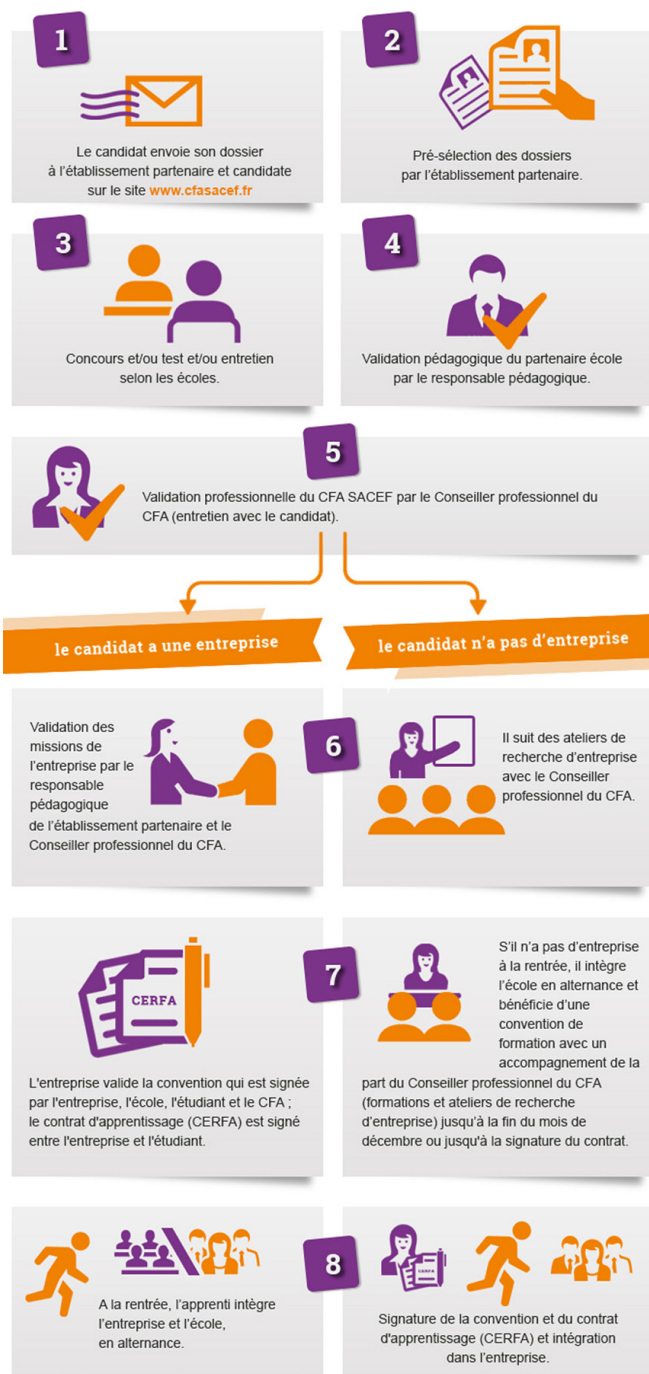 1
Le candidat envoie son dossier
à l'établissement partenaire et candidate
sur le site www.cfasacef.fr
2
Pré-sélection des dossiers
par l'établissement partenaire.
3
Concours et/ou test et/ou entretien
selon les écoles.
4
Validation pédagogique du partenaire école
par le responsable pédagogique.
5
Validation professionnelle du CFA SACEF par le Conseiller professionnel du
CFA (entretien avec le candidat).
le candidat a une entreprise
le candidat n'a pas d'entreprise
6
Validation des
missions de
l'entreprise par le
responsable
pédagogique
de l'établissement partenaire et le
Conseiller professionnel du CFA.
Il suit des ateliers de
recherche d'entreprise
avec le Conseiller
professionnel du CFA.
7
CERFA
L'entreprise valide la convention qui est signée
par l'entreprise, l'école, l'étudiant et le CFA ;
le contrat d'apprentissage (CERFA) est signé
entre l'entreprise et l'étudiant.
S'il n'a pas d'entreprise
à la rentrée, il intègre
l'école en alternance et
bénéficie d'une
convention de
formation avec un
accompagnement de la
part du Conseiller professionnel du CFA
(formations et ateliers de recherche
d'entreprise) jusqu'à la fin du mois de
décembre ou jusqu'à la signature du contrat.
8
A la rentrée, l'apprenti intègre
l'entreprise et l'école,
en alternance.
CERFA
Signature de la convention et du contrat
d'apprentissage (CERFA) et intégration
dans l'entreprise.